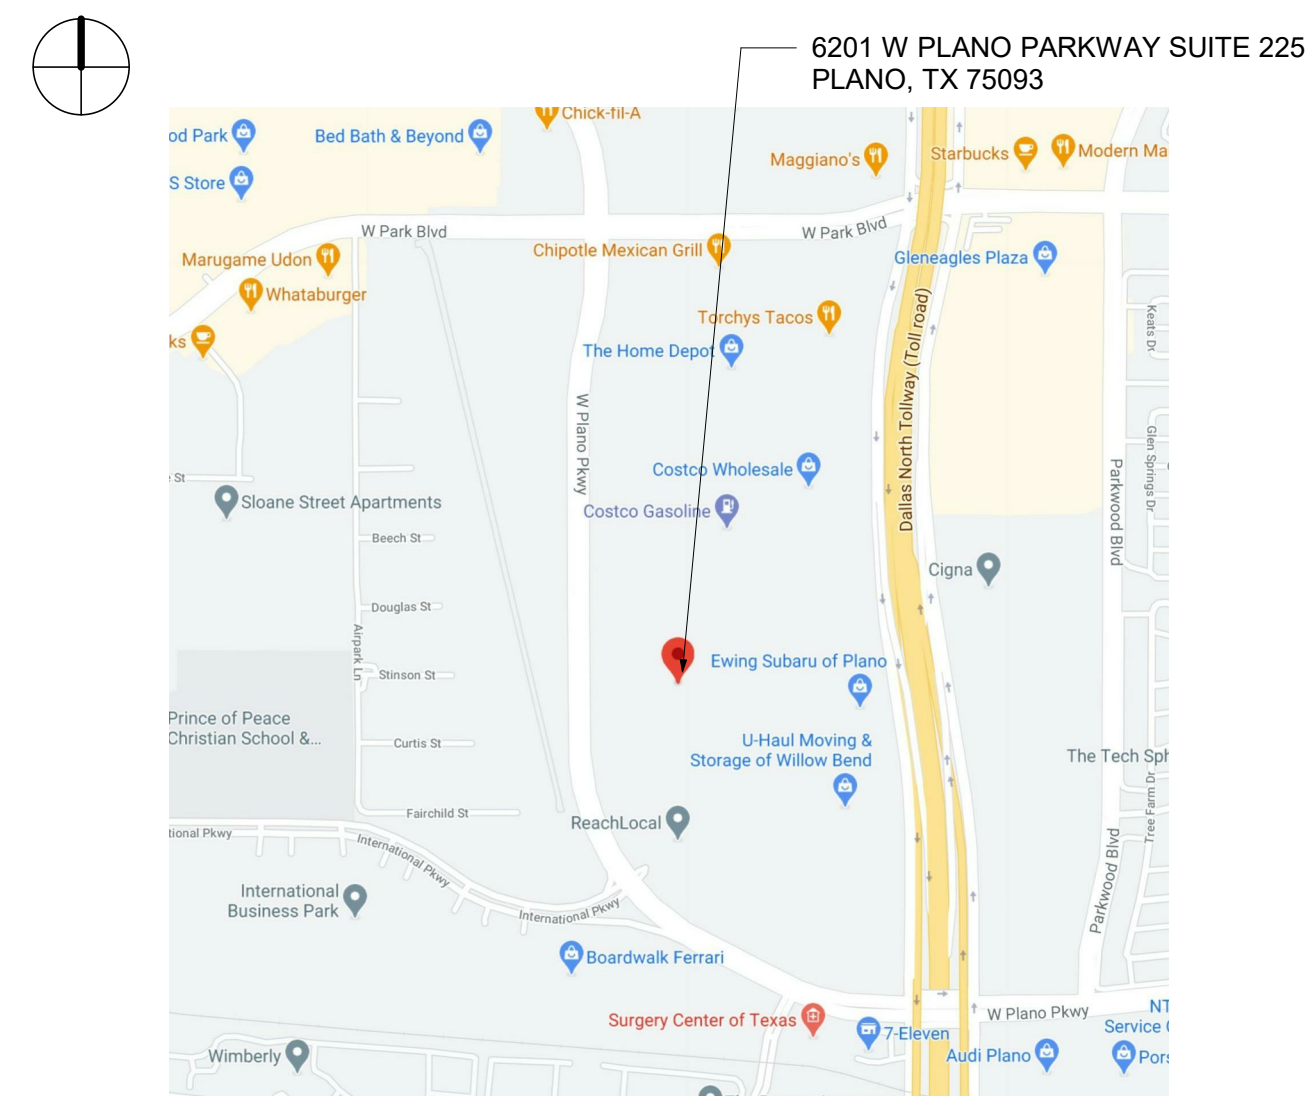 6201 W PLANO PARKWAY SUITE 225
PLANO, TX 75093
Chick-fil-A
od Park
Bed Bath & Beyond
Maggiano's
Starbucks
Modern Ma
S Store
W Park Blvd
W Park Blvd
Marugame Udon
Chipotle Mexican Grill
Gleneagles Plaza
Whataburger
Torchys Tacos
Keats Dr
ks
The Home Depot
Dallas North Tollway (Toll road)
W Plano Pkwy
Costco Wholesale
Glen Springs Dr
St
Sloane Street Apartments
Costco Gasoline
Parkwood Blvd
Beech St
Cigna
Douglas St
Airpark Ln
Stinson St
Ewing Subaru of Plano
Prince of Peace
Christian School &...
Curtis St
U-Haul Moving &
Storage of Willow Bend
The Tech Sph
Tree Farm Dr
Fairchild St
ReachLocal
tional Pkwy
International Pkwy
Parkwood Blvd
International
Business Park
International Pkwy
Boardwalk Ferrari
Surgery Center of Texas
W Plano Pkwy
NT
Service
7-Eleven
Wimberly
Audi Plano
Pors